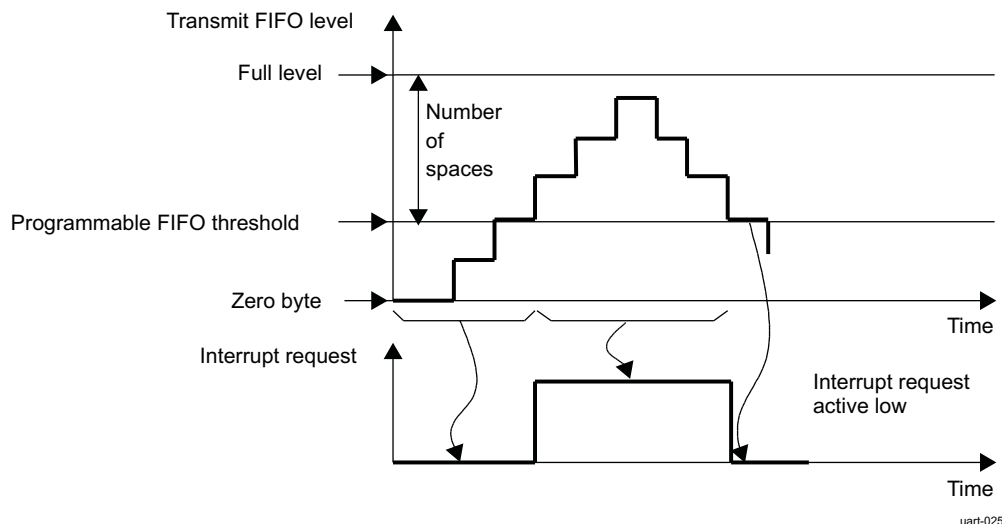 Transmit FIFO level
Full level
Number
of
spaces
Programmable FIFO threshold
Zero byte
Time
Interrupt request
Interrupt request
active low
Time
uart-025